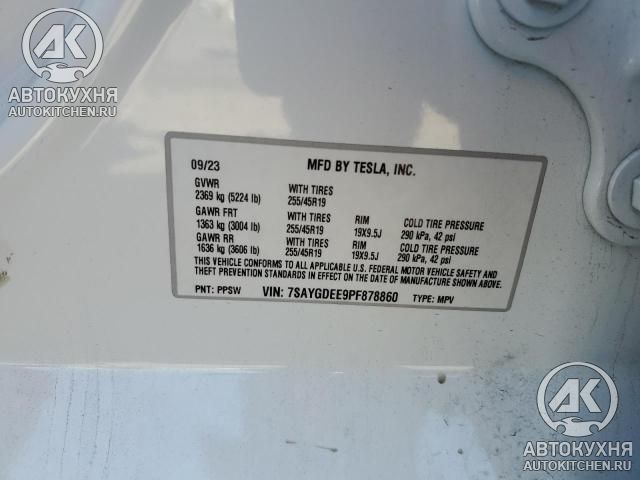 AK
АВТОКУХНЯ
AUTOKITCHEN.RU
09/23 MFD BY TESLA, INC.
GVWR WITH TIRES
2369 kg (5224 lb) 255/45R19
GAWR FRT WITH TIRES RIM COLD TIRE PRESSURE
1363 kg (3004 lb) 255/45R19 19X9.5J 290 kPa, 42 psi
GAWR RR WITH TIRES RIM COLD TIRE PRESSURE
1636 kg (3606 lb) 255/45R19 19X9.5J 290 kPa, 42 psi
THIS VEHICLE CONFORMS TO ALL APPLICABLE U.S. FEDERAL MOTOR VEHICLE SAFETY AND
THEFT PREVENTION STANDARDS IN EFFECT ON THE DATE OF MANUFACTURE SHOWN ABOVE.
PNT: PPSW VIN: 7SAYGDEE9PF878860 TYPE: MPV
AK
АВТОКУХНЯ
AUTOKITCHEN.RU